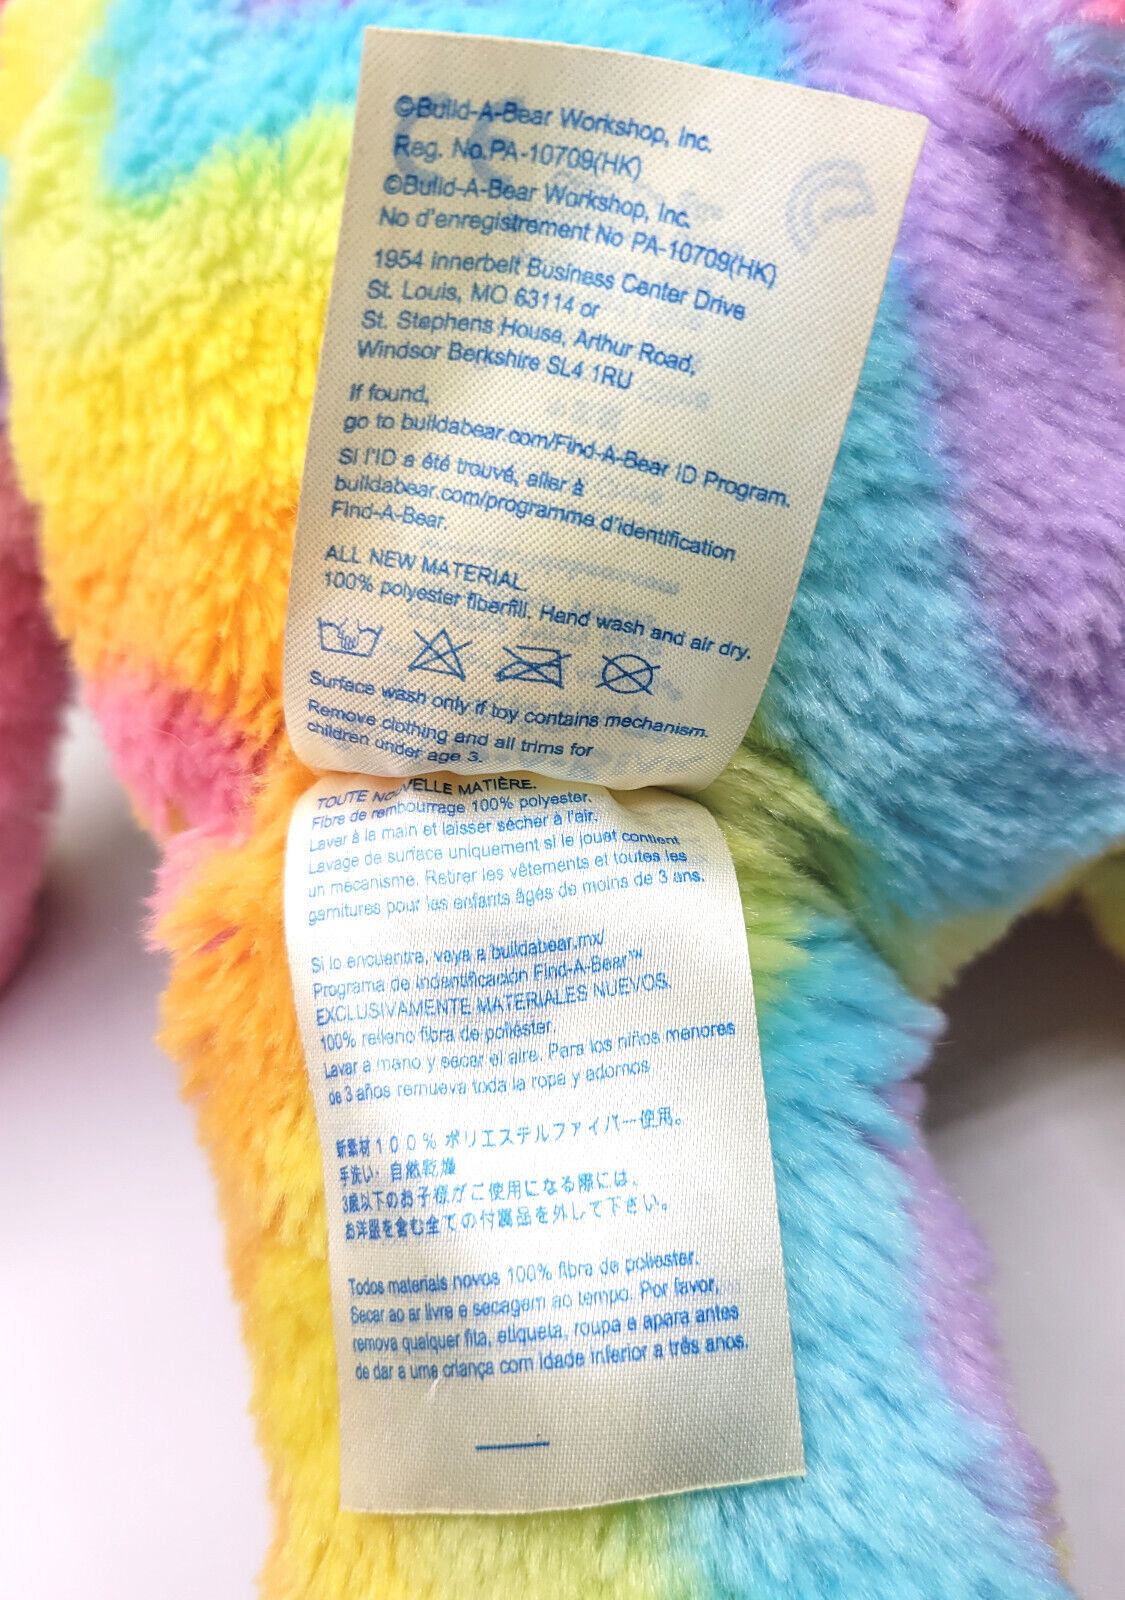 ©Build-A-Bear Workshop, Inc.
Reg. No.PA-10709(HK)
©Build-A-Bear Workshop, Inc.
No d'enregistrement No PA-10709(HK)
1954 Innerbelt Business Center Drive
St. Louis, MO 63114 or
St. Stephens House, Arthur Road,
Windsor Berkshire SL4 1RU
If found,
go to buildabear.com/Find-A-Bear ID Program.
Si l'ID a été trouvé, aller à
buildabear.com/programme d'identification
Find-A-Bear.
ALL NEW MATERIAL
100% polyester fiberfill. Hand wash and air dry.
Surface wash only if toy contains mechanism.
Remove clothing and all trims for
children under age 3.
TOUTE NOUVELLE MATIÈRE.
Fibre de rembourrage 100% polyester.
Laver à la main et laisser sécher à l'air.
Lavage de surface uniquement si le jouet contient
un mécanisme. Retirer les vêtements et toutes les
garnitures pour les enfants âgés de moins de 3 ans.
Si lo encuentra, vaya a buildabear.mx/
Programa de Indentificación Find-A-Bear™
EXCLUSIVAMENTE MATERIALES NUEVOS.
100% relleno fibra de poliéster.
Lavar a mano y secar el aire. Para los niños menores
de 3 años remueva toda la ropa y adornos
新素材100%ポリエステルファイバー使用。
手洗い・自然乾燥
3歳以下のお子様がご使用になる際には、
お洋服を含む全ての付属品を外して下さい。
Todos materiais novos 100% fibra de poliester.
Secar ao ar livre e secagem ao tempo. Por favor,
remova qualquer fita, etiqueta, roupa e apara antes
de dar a uma criança com idade inferior a três anos.